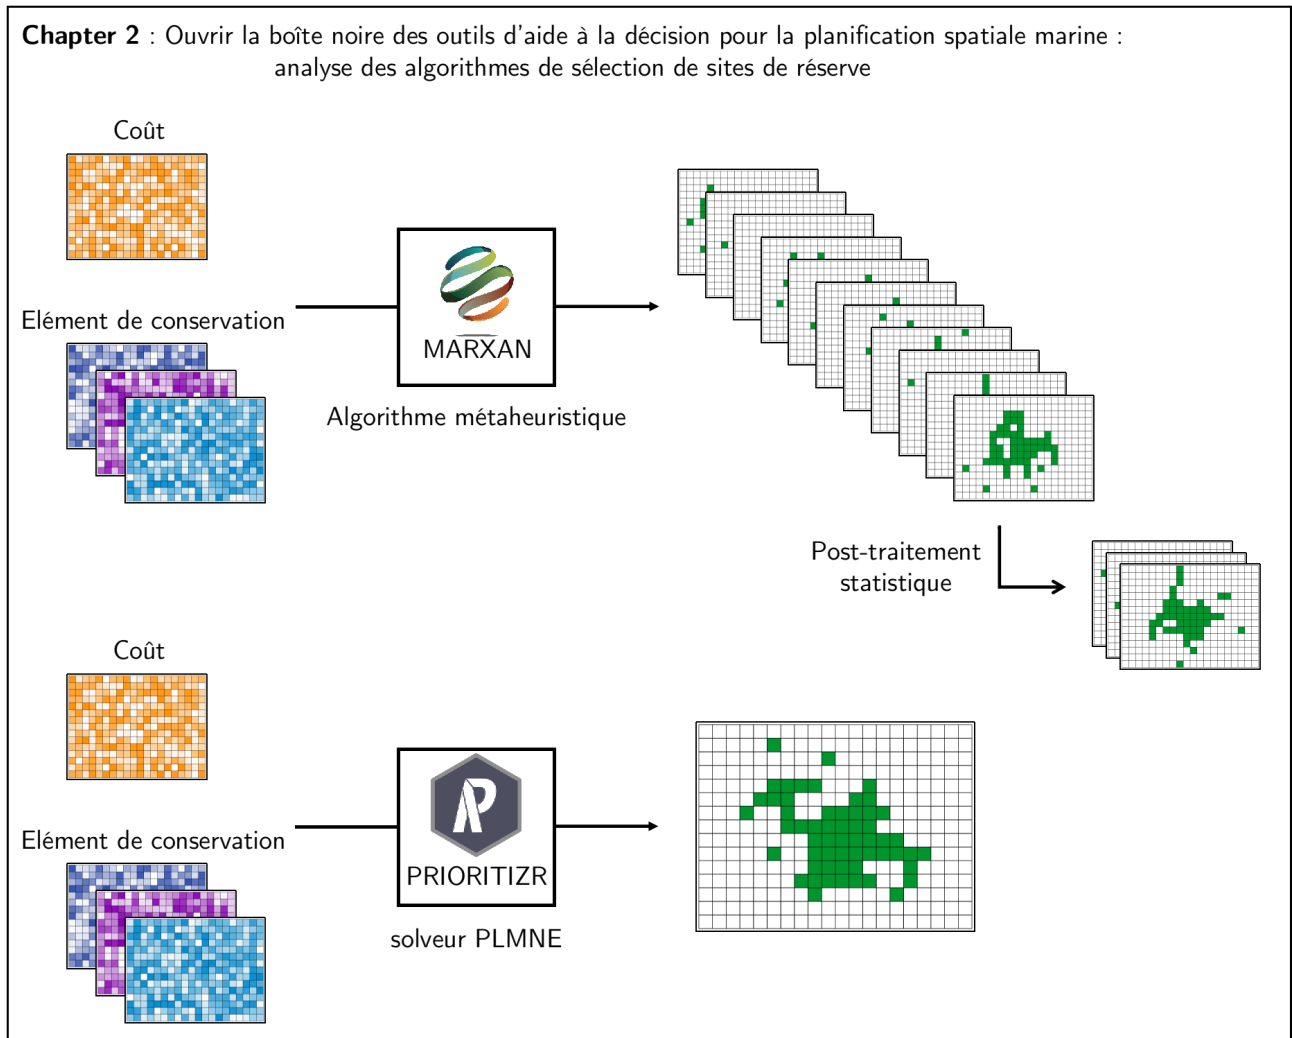 Chapter 2 : Ouvrir la boîte noire des outils d'aide à la décision pour la planification spatiale marine :
analyse des algorithmes de sélection de sites de réserve
Coût
Elément de conservation
MARXAN
Algorithme métaheuristique
Post-traitement
statistique
Coût
Elément de conservation
PRIORITIZR
solveur PLMNE